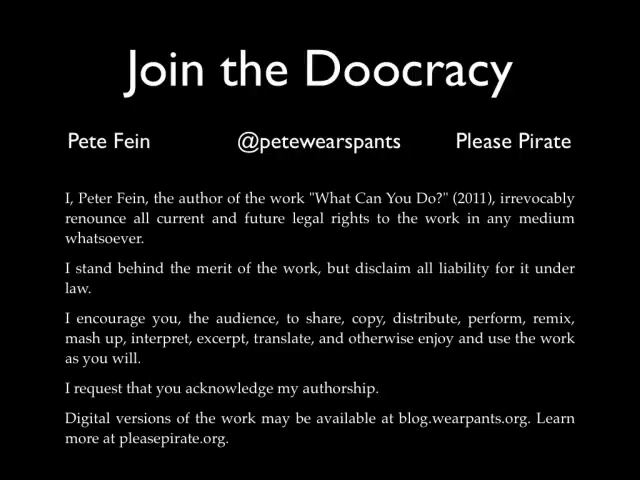 Join the Doocracy
Pete Fein @petewearspants Please Pirate
I, Peter Fein, the author of the work "What Can You Do?" (2011), irrevocably
renounce all current and future legal rights to the work in any medium
whatsoever.
I stand behind the merit of the work, but disclaim all liability for it under
law.
I encourage you, the audience, to share, copy, distribute, perform, remix,
mash up, interpret, excerpt, translate, and otherwise enjoy and use the work
as you will.
I request that you acknowledge my authorship.
Digital versions of the work may be available at blog.wearpants.org. Learn
more at pleasepirate.org.